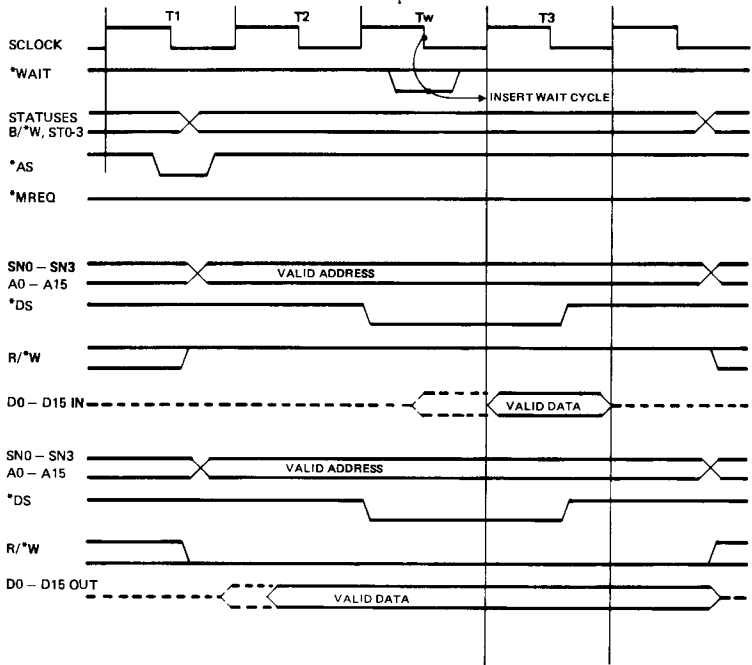 T1 T2 Tw T3
SCLOCK
*WAIT
INSERT WAIT CYCLE
STATUSES
B/*W, ST0-3
*AS
*MREQ
SN0 – SN3
A0 – A15
VALID ADDRESS
*DS
R/*W
D0 – D15 IN
VALID DATA
SN0 – SN3
A0 – A15
VALID ADDRESS
*DS
R/*W
D0 – D15 OUT
VALID DATA